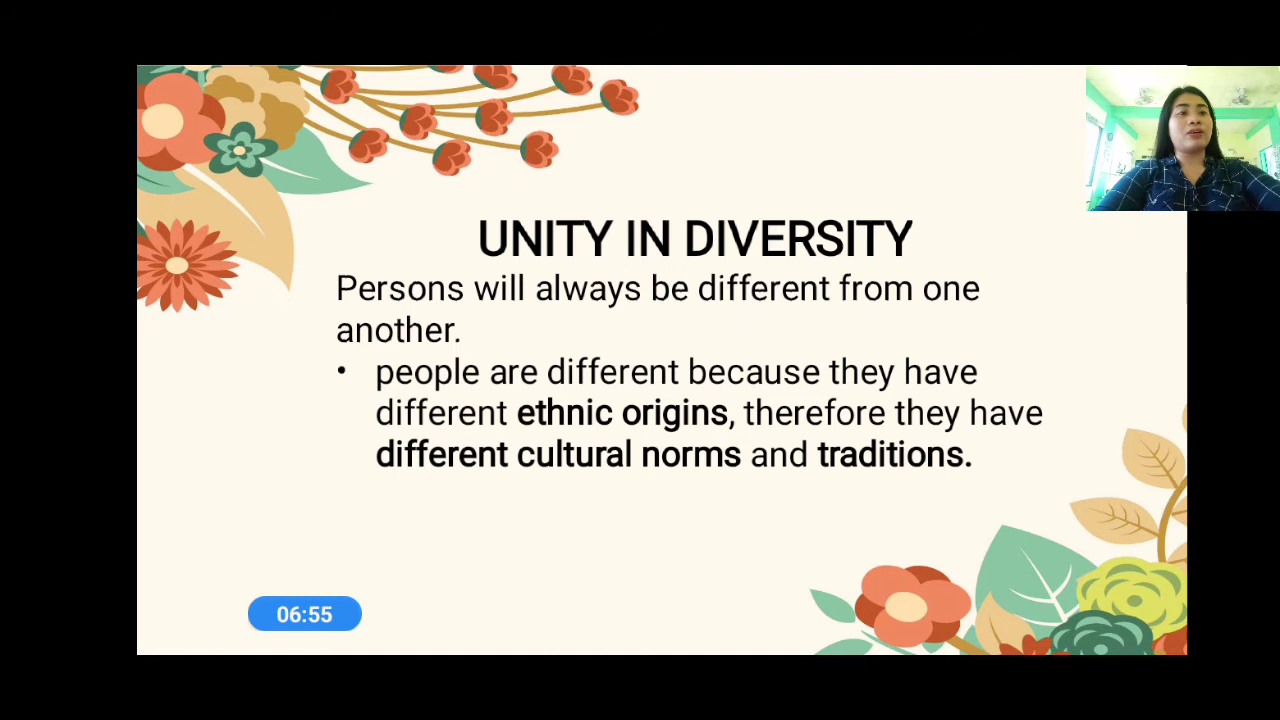 UNITY IN DIVERSITY
Persons will always be different from one
another.
• people are different because they have
different ethnic origins, therefore they have
different cultural norms and traditions.
06:55